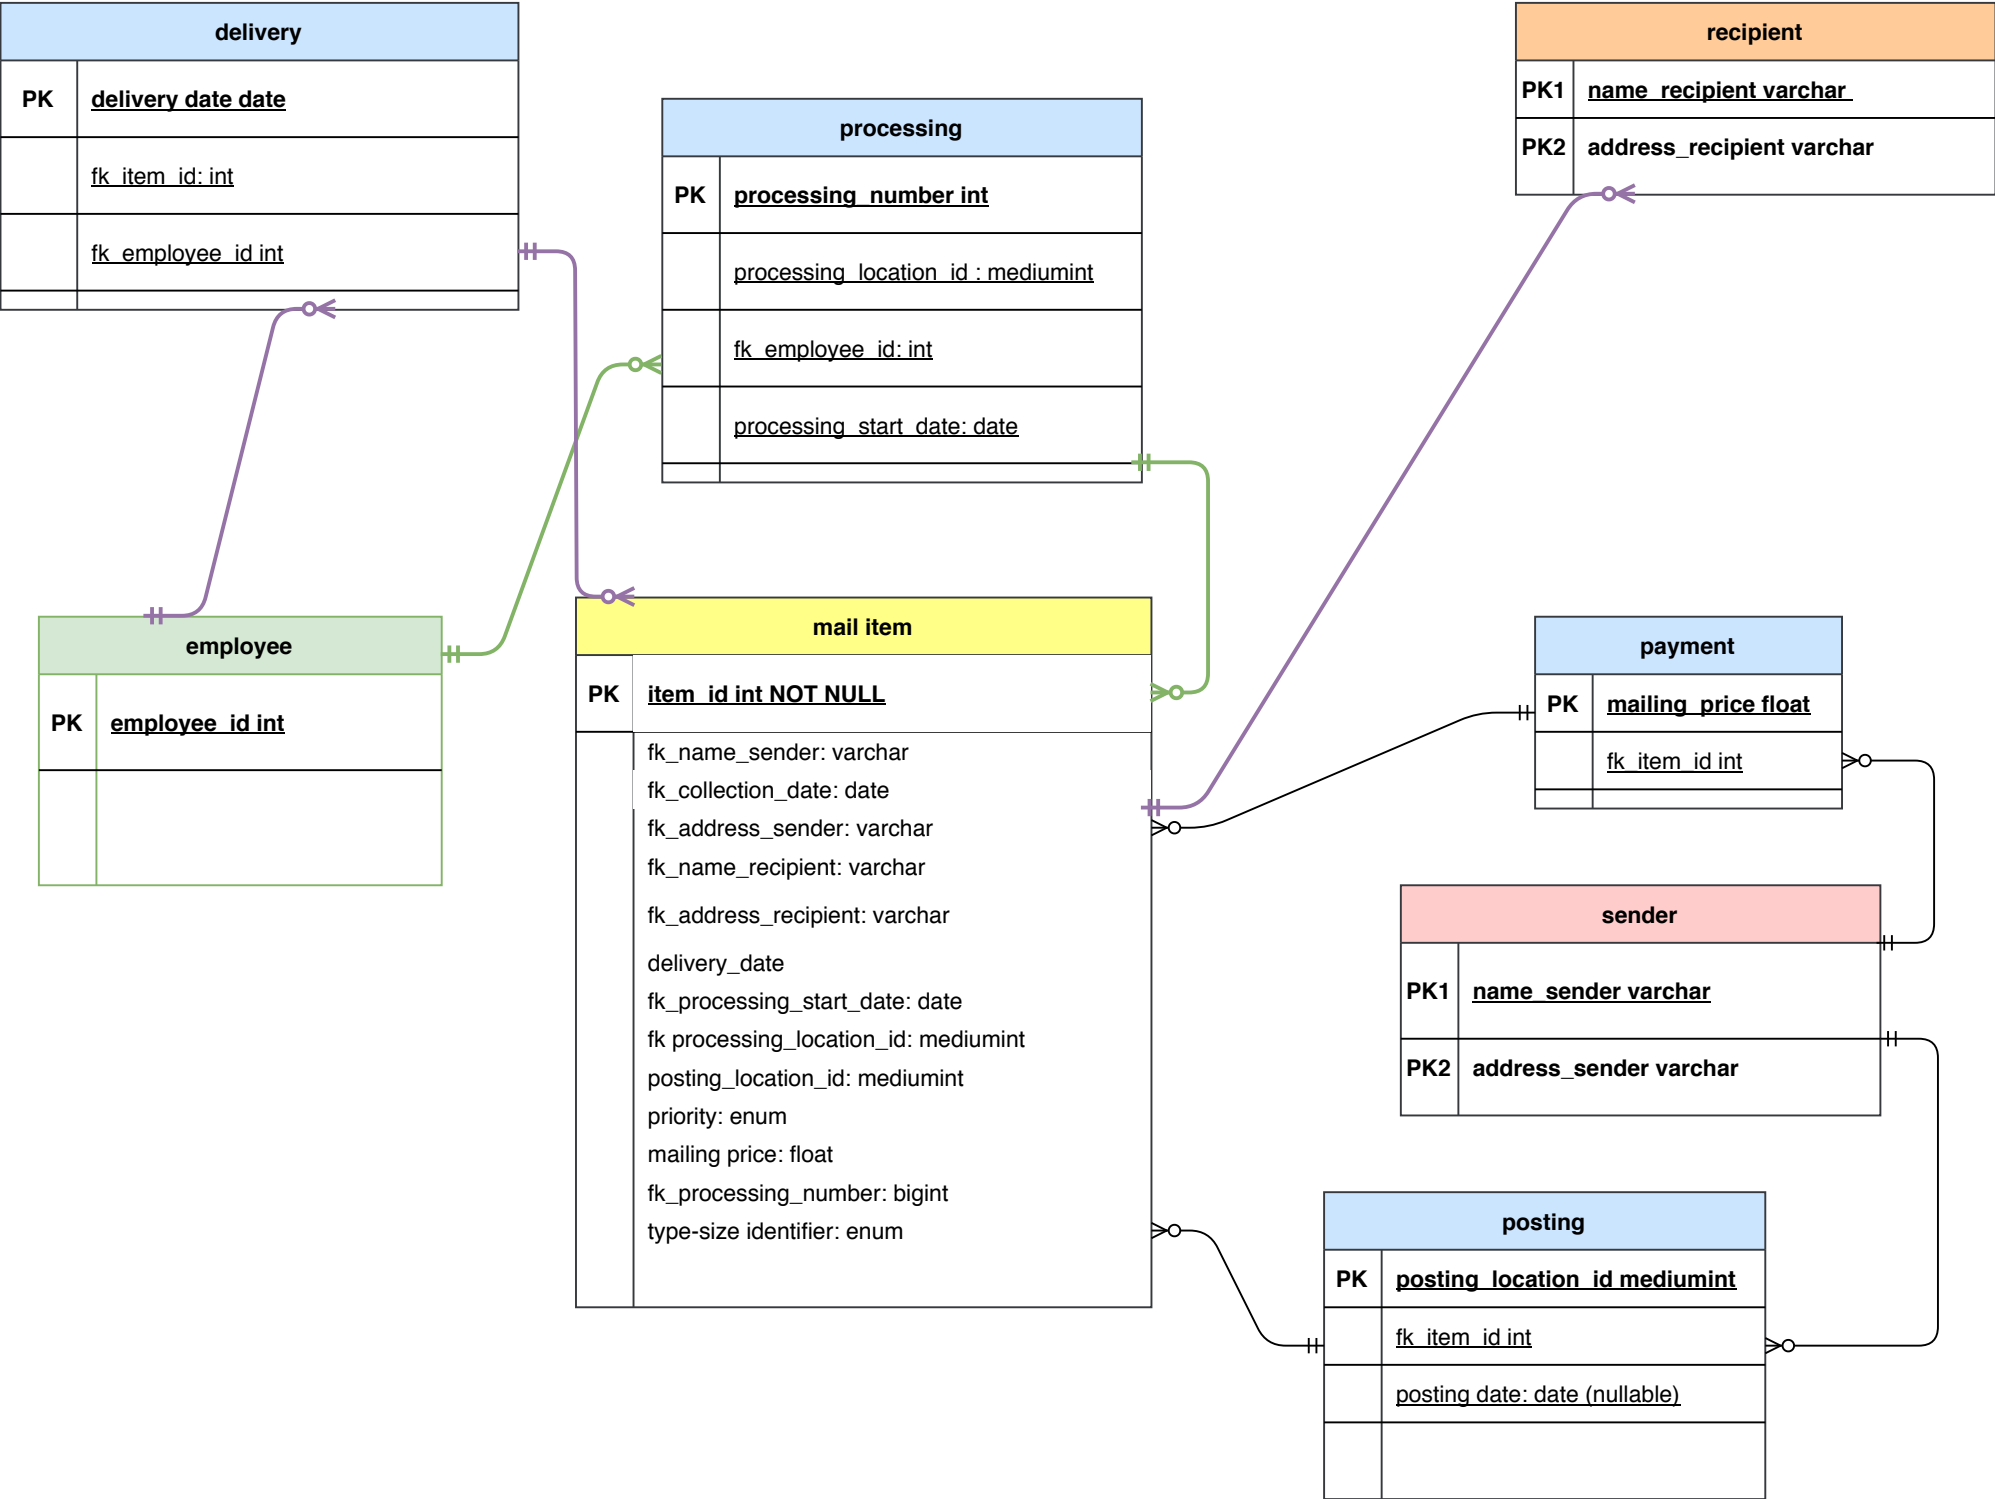 delivery
PK delivery date date
fk_item_id: int
fk_employee_id int
processing
PK processing_number int
processing_location_id : mediumint
fk_employee_id: int
processing_start_date: date
recipient
PK1 name_recipient varchar
PK2 address_recipient varchar
employee
PK employee_id int
mail item
PK item_id int NOT NULL
fk_name_sender: varchar
fk_collection_date: date
fk_address_sender: varchar
fk_name_recipient: varchar
fk_address_recipient: varchar
delivery_date
fk_processing_start_date: date
fk processing_location_id: mediumint
posting_location_id: mediumint
priority: enum
mailing price: float
fk_processing_number: bigint
type-size identifier: enum
payment
PK mailing_price float
fk_item_id int
sender
PK1 name_sender varchar
PK2 address_sender varchar
posting
PK posting_location_id mediumint
fk_item_id int
posting date: date (nullable)